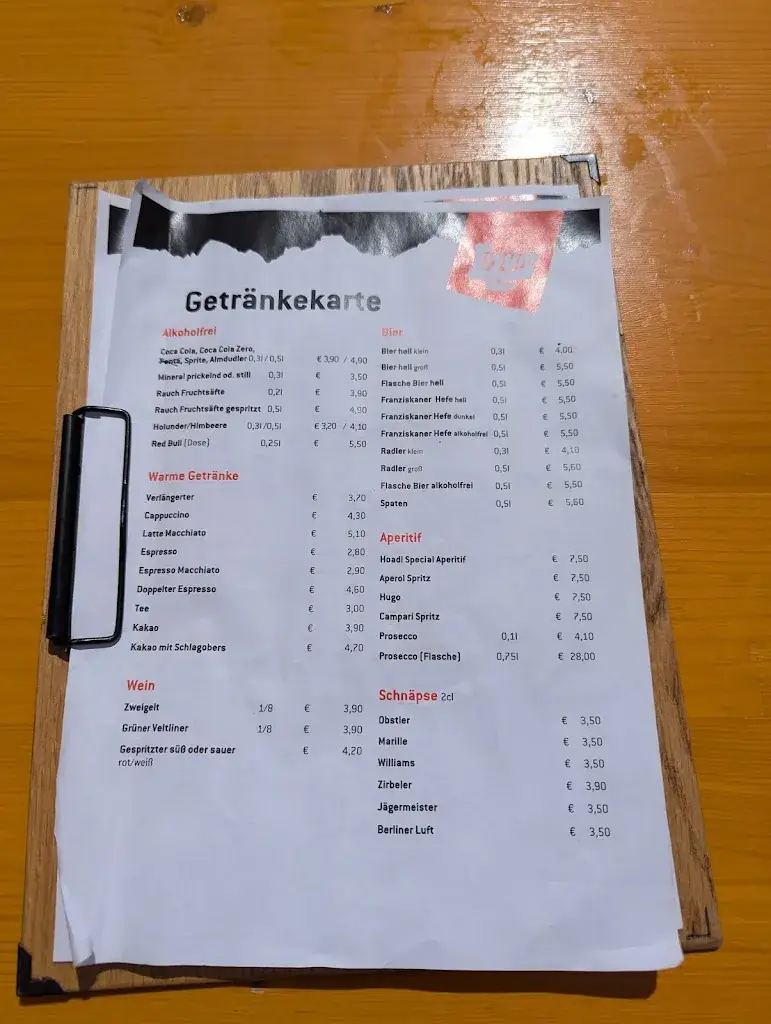 Getränkekarte
Alkoholfrei
Coca Cola, Coca Cola Zero,
Fanta, Sprite, Almdudler 0,3l / 0,5l € 3,90 / 4,90
Mineral prickelnd od. still 0,3l € 3,50
Rauch Fruchtsäfte 0,2l € 3,90
Rauch Fruchtsäfte gespritzt 0,5l € 4,90
Holunder/Himbeere 0,3l /0,5l € 3,20 / 4,10
Red Bull (Dose) 0,25l € 5,50
Warme Getränke
Verlängerter € 3,70
Cappuccino € 4,30
Latte Macchiato € 5,10
Espresso € 2,80
Espresso Macchiato € 2,90
Doppelter Espresso € 4,60
Tee € 3,00
Kakao € 3,90
Kakao mit Schlagobers € 4,70
Wein
Zweigelt 1/8 € 3,90
Grüner Veltliner 1/8 € 3,90
Gespritzter süß oder sauer € 4,20
rot/weiß
Bier
Bier hell klein 0,3l € 4,00
Bier hell groß 0,5l € 5,50
Flasche Bier hell 0,5l € 5,50
Franziskaner Hefe hell 0,5l € 5,50
Franziskaner Hefe dunkel 0,5l € 5,50
Franziskaner Hefe alkoholfrei 0,5l € 5,50
Radler klein 0,3l € 4,10
Radler groß 0,5l € 5,60
Flasche Bier alkoholfrei 0,5l € 5,50
Spaten 0,5l € 5,60
Aperitif
Hoadl Special Aperitif € 7,50
Aperol Spritz € 7,50
Hugo € 7,50
Campari Spritz € 7,50
Prosecco 0,1l € 4,10
Prosecco (Flasche) 0,75l € 28,00
Schnäpse 2cl
Obstler € 3,50
Marille € 3,50
Williams € 3,50
Zirbeler € 3,90
Jägermeister € 3,50
Berliner Luft € 3,50